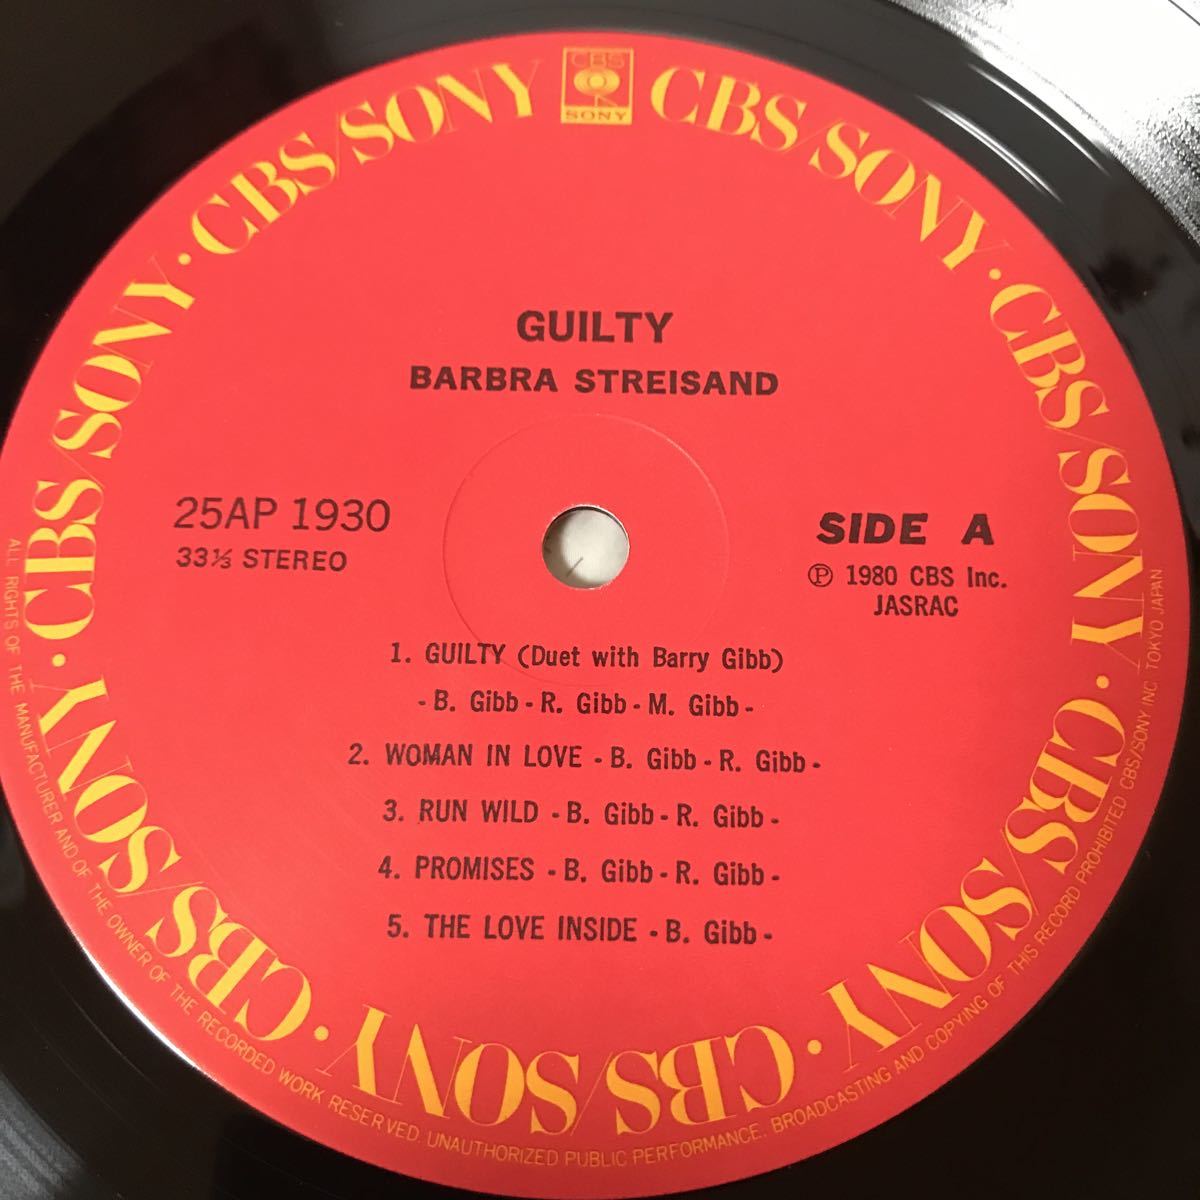 CBS
SONY
CBS/SONY · CBS/SONY · CBS/SONY · CBS/SONY · CBS/SONY · CBS/SONY · CBS/SONY · CBS/SONY · CBS/SONY
GUILTY
BARBRA STREISAND
25AP 1930
33⅓ STEREO
SIDE A
Ⓟ 1980 CBS Inc.
JASRAC
1. GUILTY (Duet with Barry Gibb)
- B. Gibb - R. Gibb - M. Gibb -
2. WOMAN IN LOVE - B. Gibb - R. Gibb -
3. RUN WILD - B. Gibb - R. Gibb -
4. PROMISES - B. Gibb - R. Gibb -
5. THE LOVE INSIDE - B. Gibb -
ALL RIGHTS OF THE MANUFACTURER AND OF THE OWNER OF THE RECORDED WORK RESERVED. UNAUTHORIZED PUBLIC PERFORMANCE. BROADCASTING AND COPYING OF THIS RECORD PROHIBITED CBS/SONY INC. TOKYO JAPAN